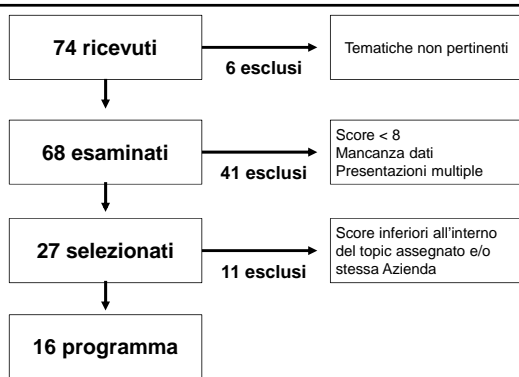 74 ricevuti
6 esclusi
Tematiche non pertinenti
68 esaminati
41 esclusi
Score < 8
Mancanza dati
Presentazioni multiple
27 selezionati
11 esclusi
Score inferiori all'interno
del topic assegnato e/o
stessa Azienda
16 programma